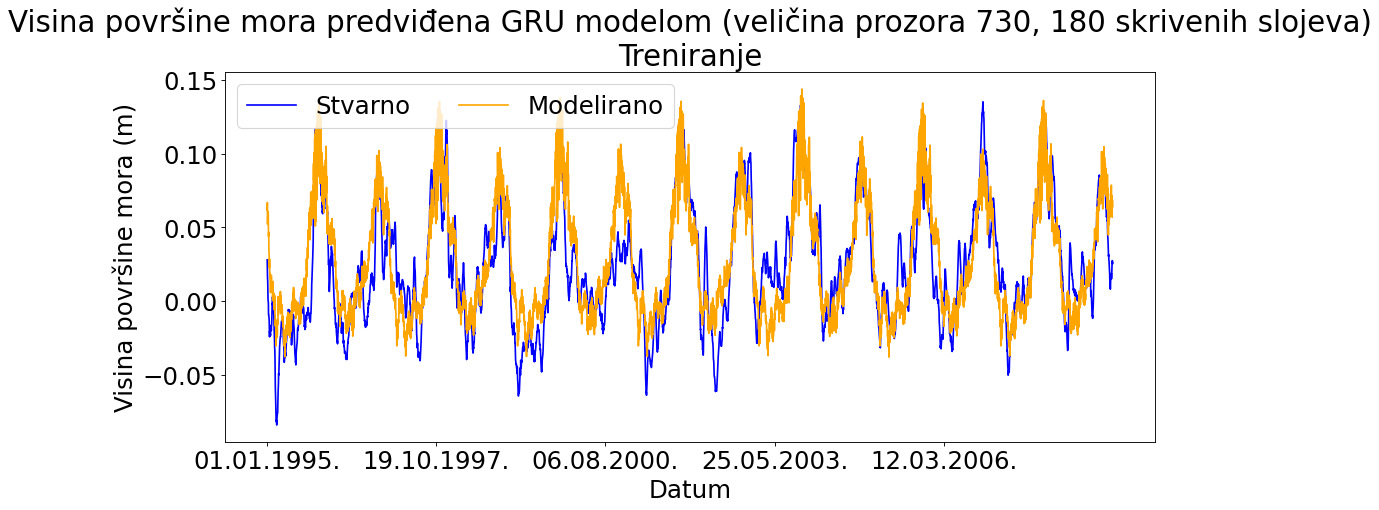 Visina površine mora predviđena GRU modelom (veličina prozora 730, 180 skrivenih slojeva)
Treniranje
Stvarno
Modelirano
Visina površine mora (m)
0.15
0.10
0.05
0.00
−0.05
01.01.1995.
19.10.1997.
06.08.2000.
25.05.2003.
12.03.2006.
Datum